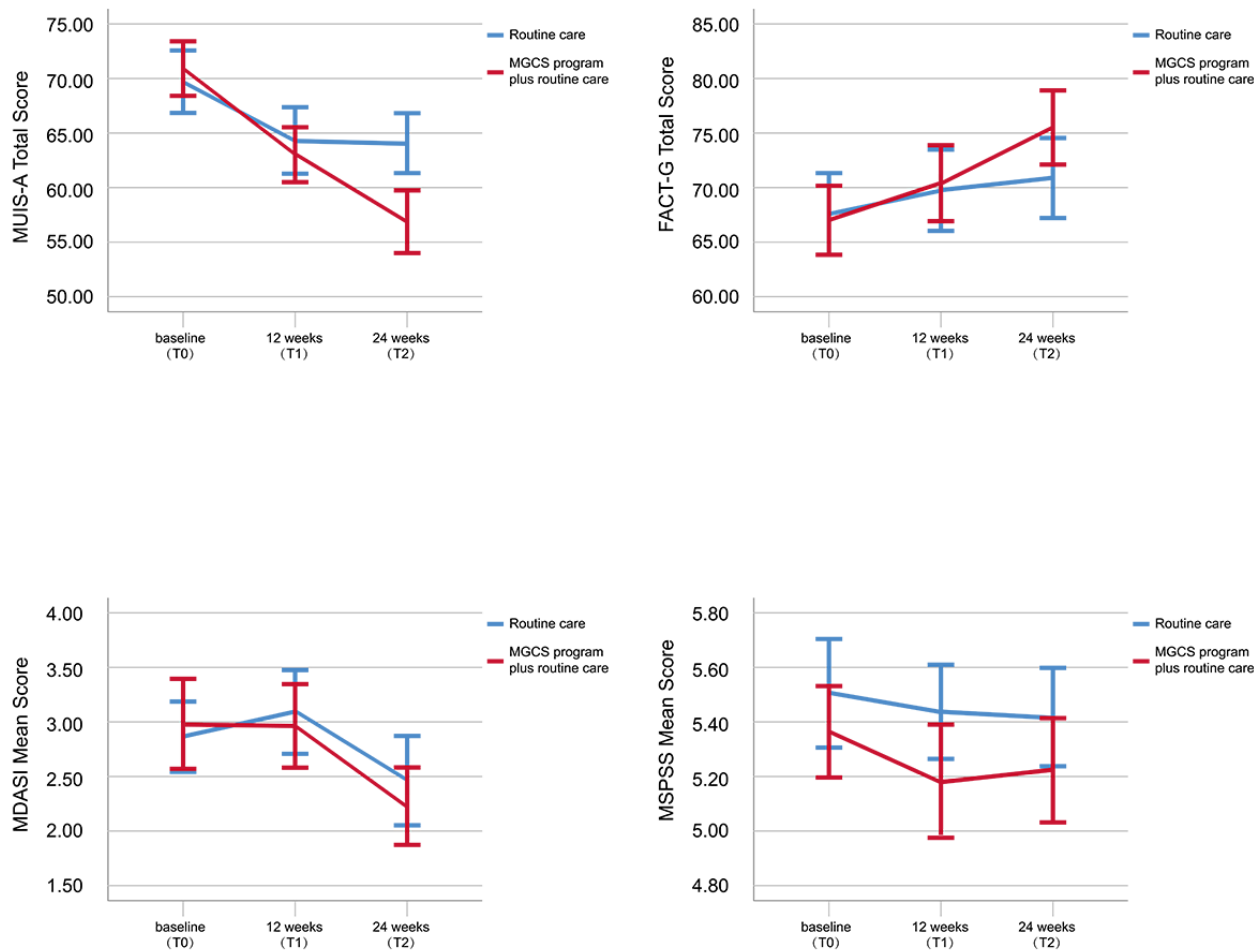 MUIS-A Total Score
75.00
70.00
65.00
60.00
55.00
50.00
baseline
(T0)
12 weeks
(T1)
24 weeks
(T2)
Routine care
MGCS program
plus routine care
FACT-G Total Score
85.00
80.00
75.00
70.00
65.00
60.00
baseline
(T0)
12 weeks
(T1)
24 weeks
(T2)
Routine care
MGCS program
plus routine care
MDASI Mean Score
4.00
3.50
3.00
2.50
2.00
1.50
baseline
(T0)
12 weeks
(T1)
24 weeks
(T2)
Routine care
MGCS program
plus routine care
MSPSS Mean Score
5.80
5.60
5.40
5.20
5.00
4.80
baseline
(T0)
12 weeks
(T1)
24 weeks
(T2)
Routine care
MGCS program
plus routine care